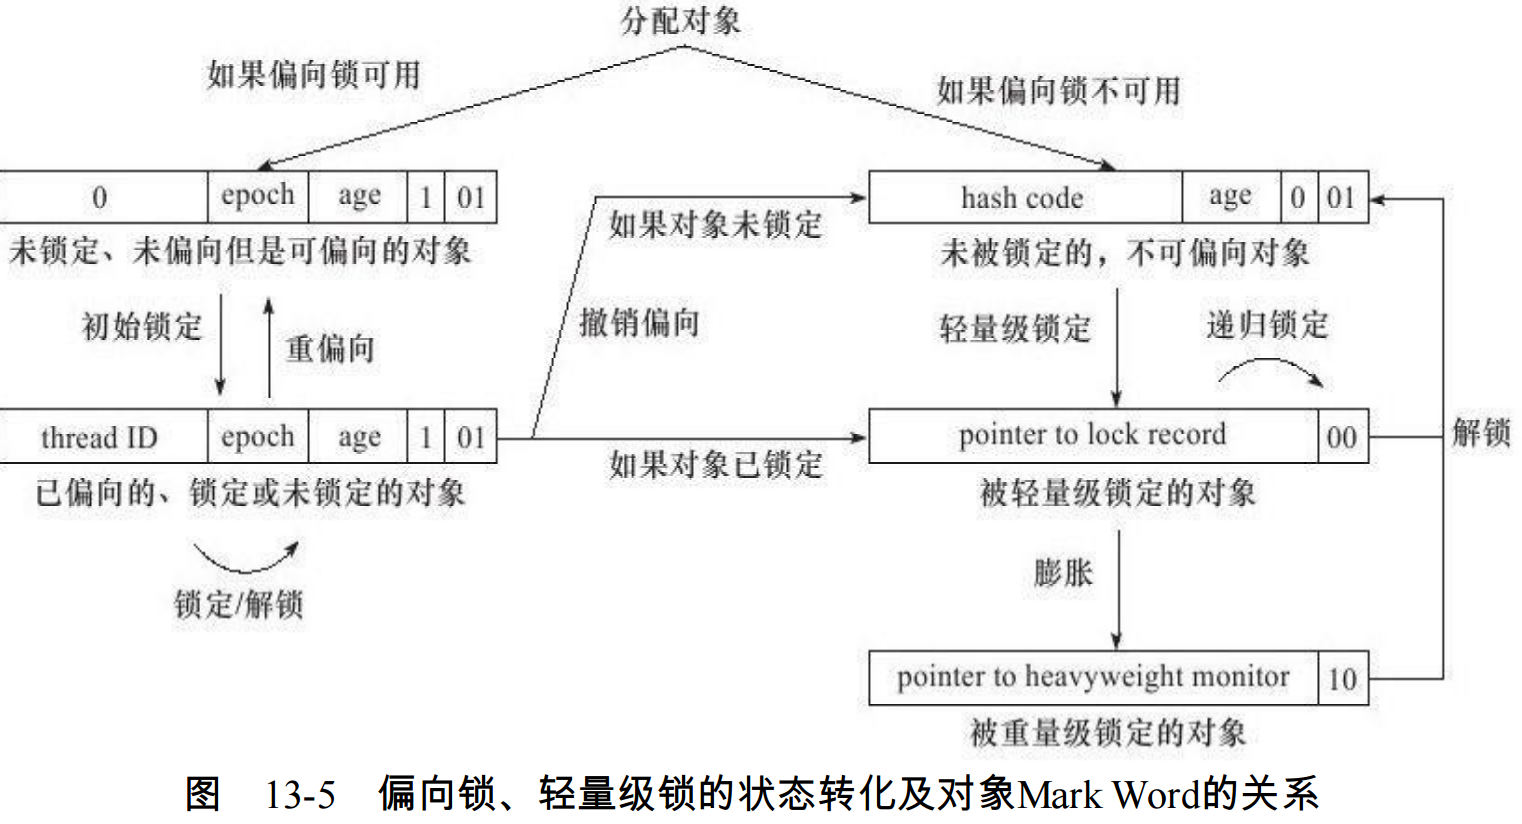 分配对象
如果偏向锁可用
如果偏向锁不可用
0 epoch age 1 01
未锁定、未偏向但是可偏向的对象
hash code age 0 01
未被锁定的，不可偏向对象
如果对象未锁定
初始锁定
重偏向
撤销偏向
轻量级锁定
递归锁定
thread ID epoch age 1 01
已偏向的、锁定或未锁定的对象
如果对象已锁定
pointer to lock record 00
被轻量级锁定的对象
解锁
锁定/解锁
膨胀
pointer to heavyweight monitor 10
被重量级锁定的对象
图 13-5 偏向锁、轻量级锁的状态转化及对象Mark Word的关系